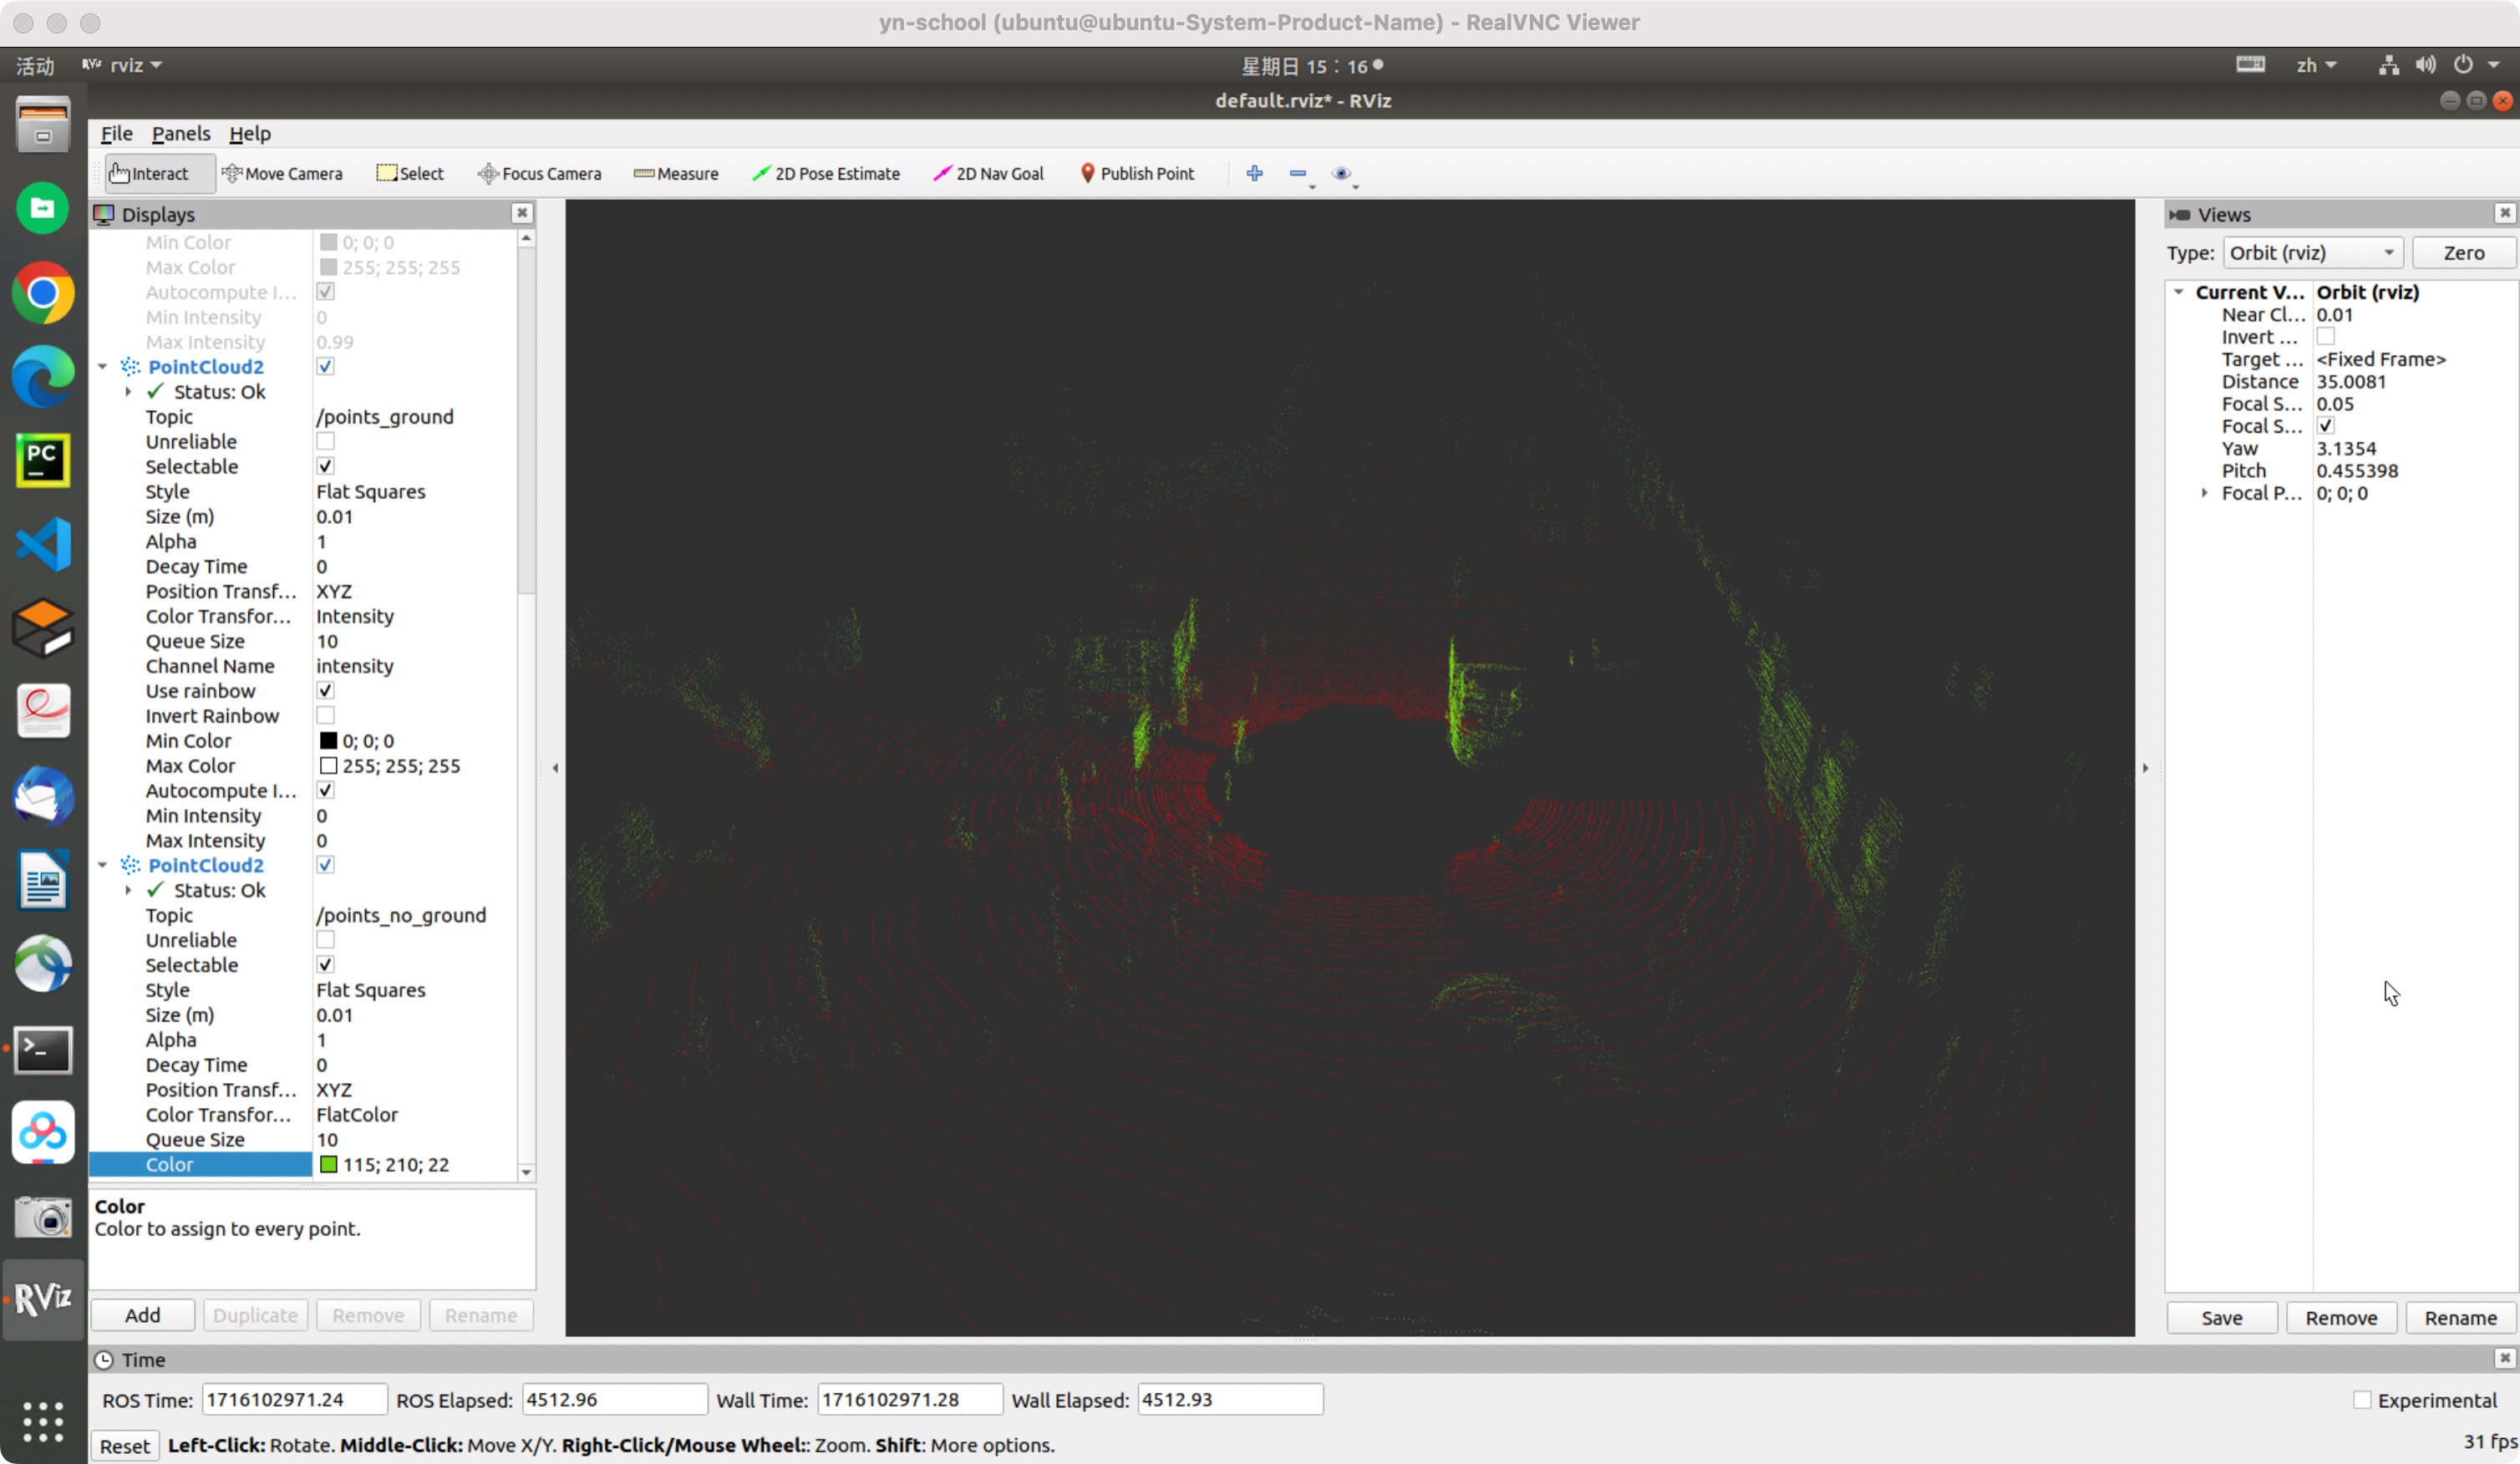 yn-school (ubuntu@ubuntu-System-Product-Name) - RealVNC Viewer
活动 RViz rviz 星期日 15：16 zh
default.rviz* - RViz
File Panels Help
Interact Move Camera Select Focus Camera Measure 2D Pose Estimate 2D Nav Goal Publish Point
Displays
Min Color 0; 0; 0
Max Color 255; 255; 255
Autocompute I...
Min Intensity 0
Max Intensity 0.99
PointCloud2
Status: Ok
Topic /points_ground
Unreliable
Selectable
Style Flat Squares
Size (m) 0.01
Alpha 1
Decay Time 0
Position Transf... XYZ
Color Transfor... Intensity
Queue Size 10
Channel Name intensity
Use rainbow
Invert Rainbow
Min Color 0; 0; 0
Max Color 255; 255; 255
Autocompute I...
Min Intensity 0
Max Intensity 0
PointCloud2
Status: Ok
Topic /points_no_ground
Unreliable
Selectable
Style Flat Squares
Size (m) 0.01
Alpha 1
Decay Time 0
Position Transf... XYZ
Color Transfor... FlatColor
Queue Size 10
Color 115; 210; 22
Color
Color to assign to every point.
Add Duplicate Remove Rename
Views
Type: Orbit (rviz) Zero
Current V... Orbit (rviz)
Near Cl... 0.01
Invert ...
Target ... <Fixed Frame>
Distance 35.0081
Focal S... 0.05
Focal S...
Yaw 3.1354
Pitch 0.455398
Focal P... 0; 0; 0
Save Remove Rename
PC
RViz
Time
ROS Time: 1716102971.24 ROS Elapsed: 4512.96 Wall Time: 1716102971.28 Wall Elapsed: 4512.93 Experimental
Reset Left-Click: Rotate. Middle-Click: Move X/Y. Right-Click/Mouse Wheel:: Zoom. Shift: More options. 31 fps